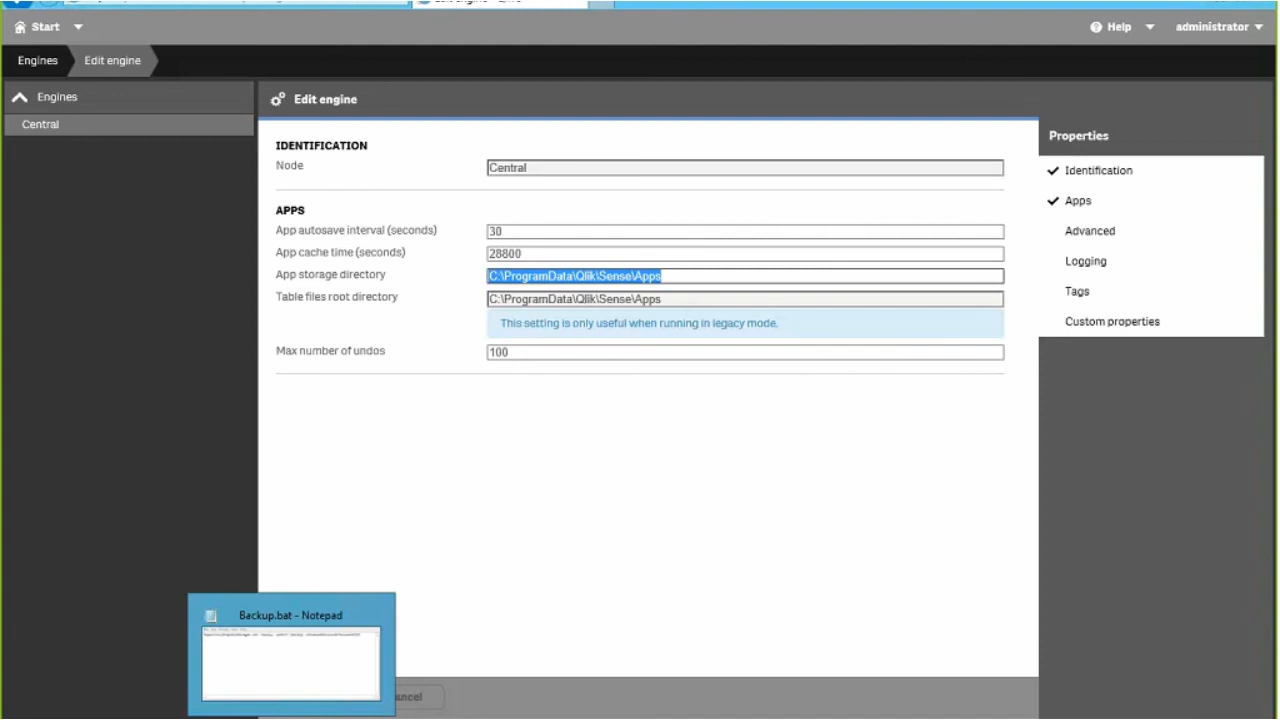 Start
Help
administrator
Engines
Edit engine
Engines
Central
Edit engine
IDENTIFICATION
Node
Central
APPS
App autosave interval (seconds)
30
App cache time (seconds)
28800
App storage directory
C:\ProgramData\Qlik\Sense\Apps
Table files root directory
C:\ProgramData\Qlik\Sense\Apps
This setting is only useful when running in legacy mode.
Max number of undos
100
Properties
Identification
Apps
Advanced
Logging
Tags
Custom properties
Backup.bat - Notepad